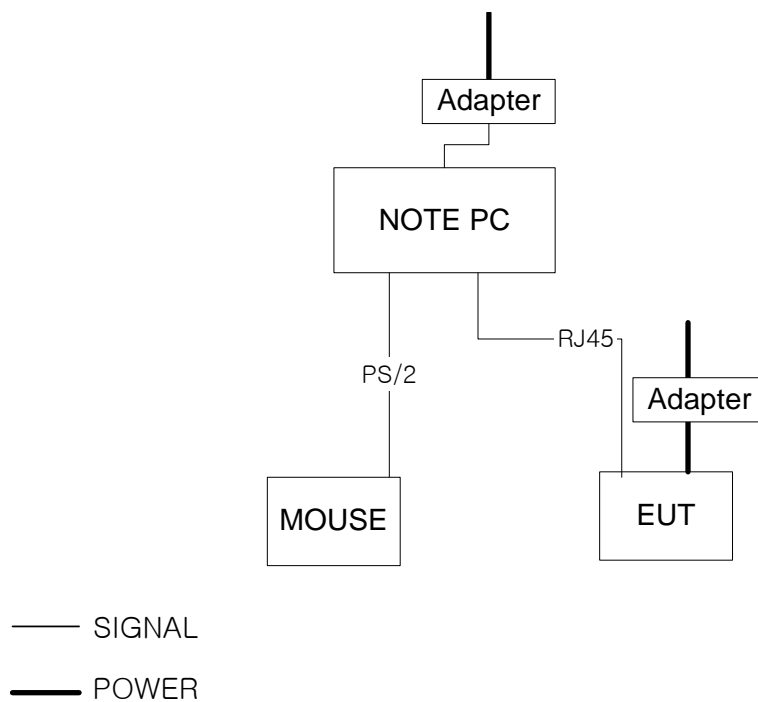 Adapter
NOTE PC
RJ45
PS/2
Adapter
MOUSE
EUT
SIGNAL
POWER